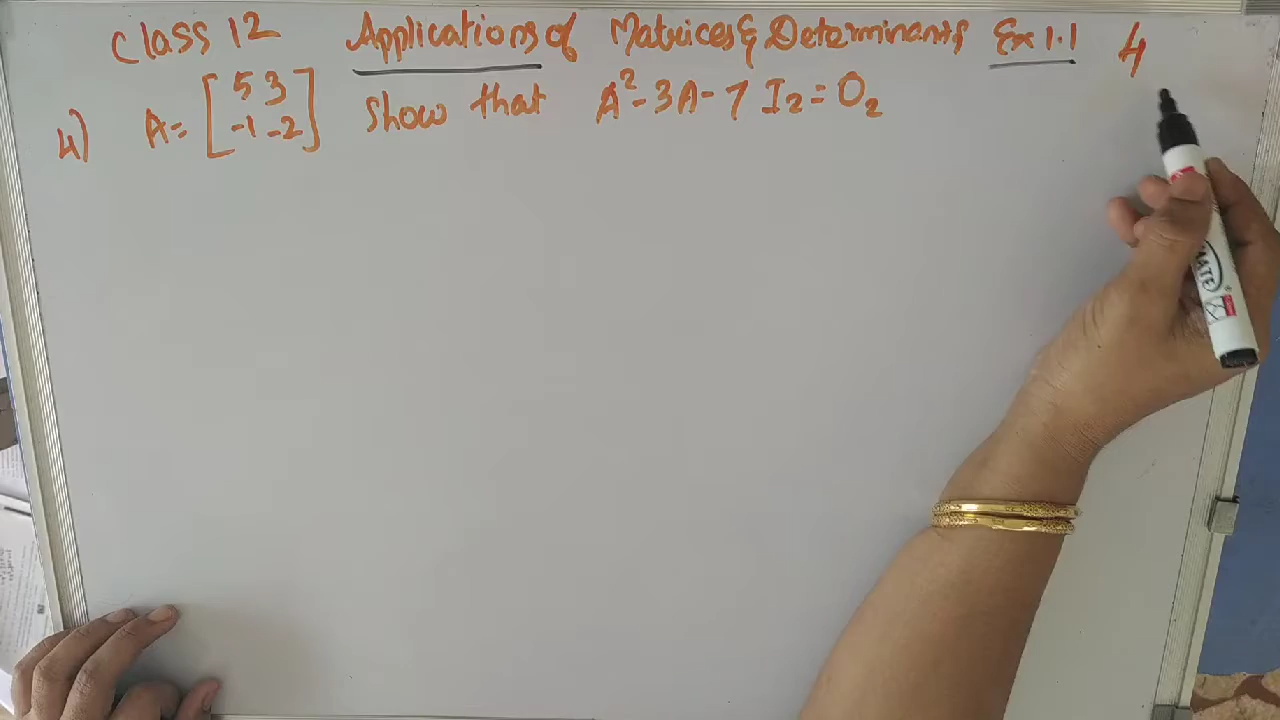 Class 12 Applications of Matrices & Determinants Ex 1.1 4
4) A = [5 3
-1 -2] show that A² - 3A - 7 I₂ = O₂